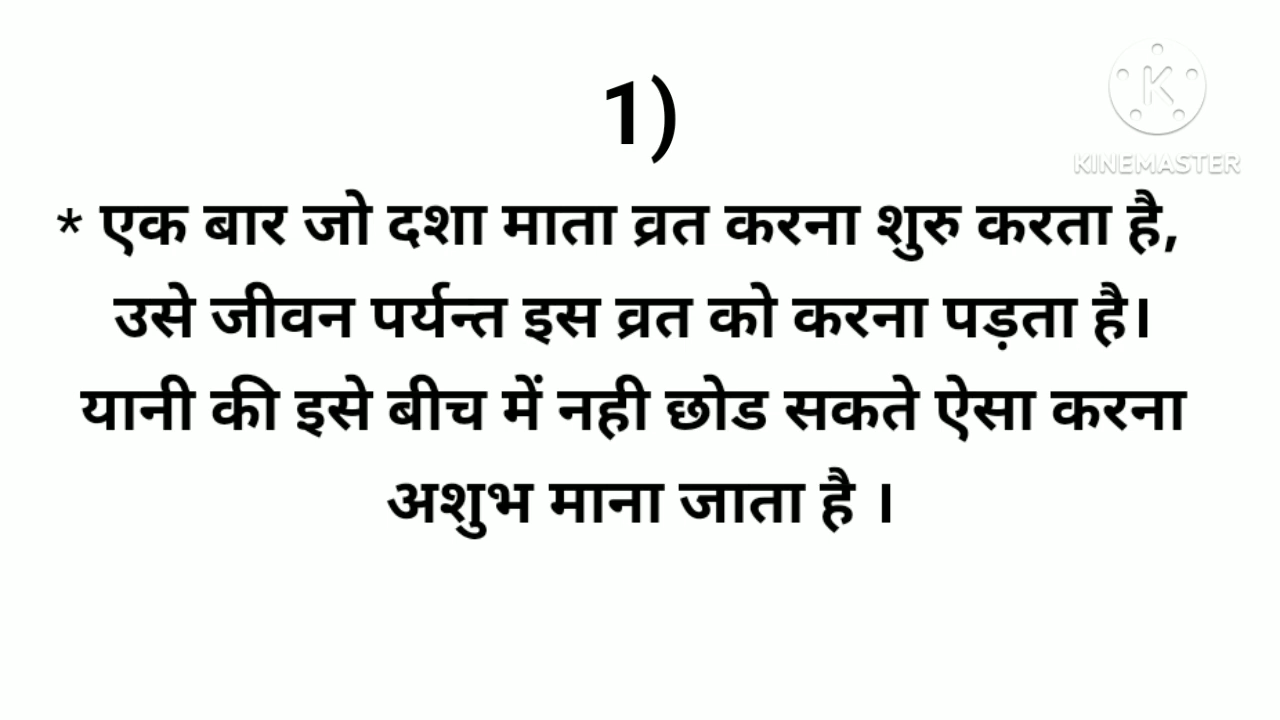 1)
KINEMASTER
* एक बार जो दशा माता व्रत करना शुरु करता है,
उसे जीवन पर्यन्त इस व्रत को करना पड़ता है।
यानी की इसे बीच में नही छोड सकते ऐसा करना
अशुभ माना जाता है ।